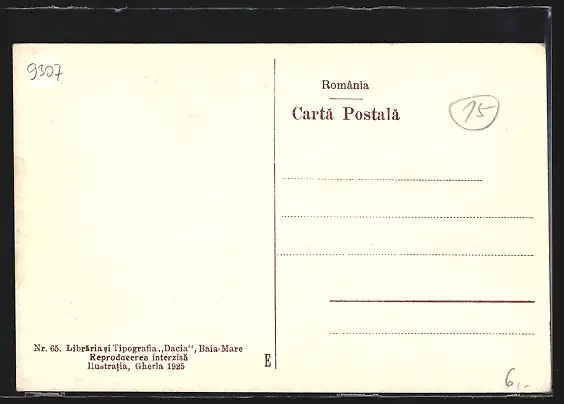 9307
România
Cartă Postală
15
Nr. 65. Librăria și Tipografia „Dacia“, Baia-Mare
Reproducerea interzisă
Ilustrația, Gherla 1925
E
6,-